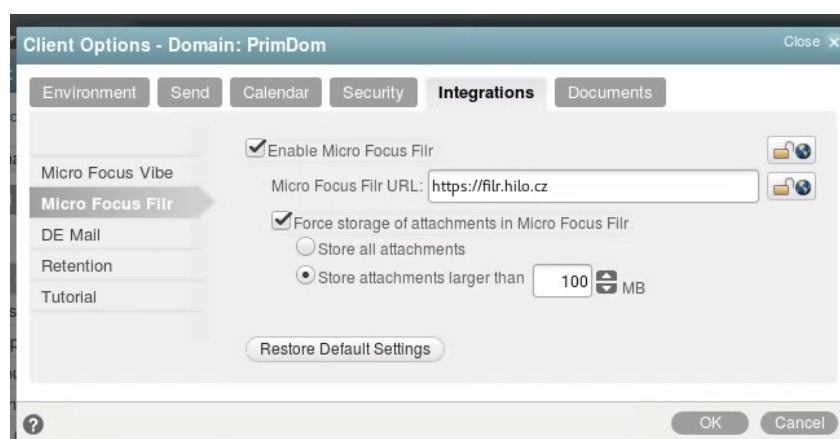 Client Options - Domain: PrimDom
Close x
Environment Send Calendar Security Integrations Documents
Enable Micro Focus Filr
Micro Focus Vibe
Micro Focus Filr URL: https://filr.hilo.cz
Micro Focus Filr
Force storage of attachments in Micro Focus Filr
DE Mail
Store all attachments
Retention
Store attachments larger than 100 MB
Tutorial
Restore Default Settings
? OK Cancel